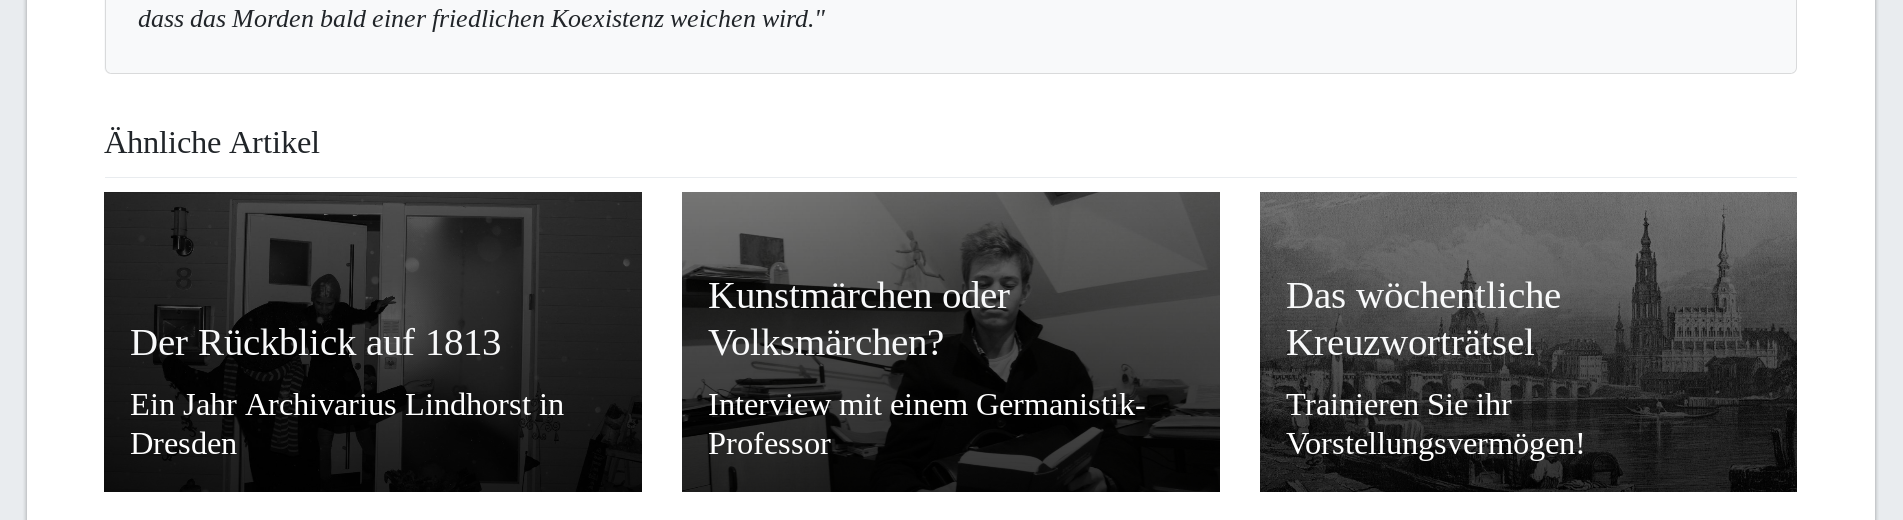 dass das Morden bald einer friedlichen Koexistenz weichen wird."
Ähnliche Artikel
Der Rückblick auf 1813
Ein Jahr Archivarius Lindhorst in
Dresden
Kunstmärchen oder
Volksmärchen?
Interview mit einem Germanistik-
Professor
Das wöchentliche
Kreuzworträtsel
Trainieren Sie ihr
Vorstellungsvermögen!